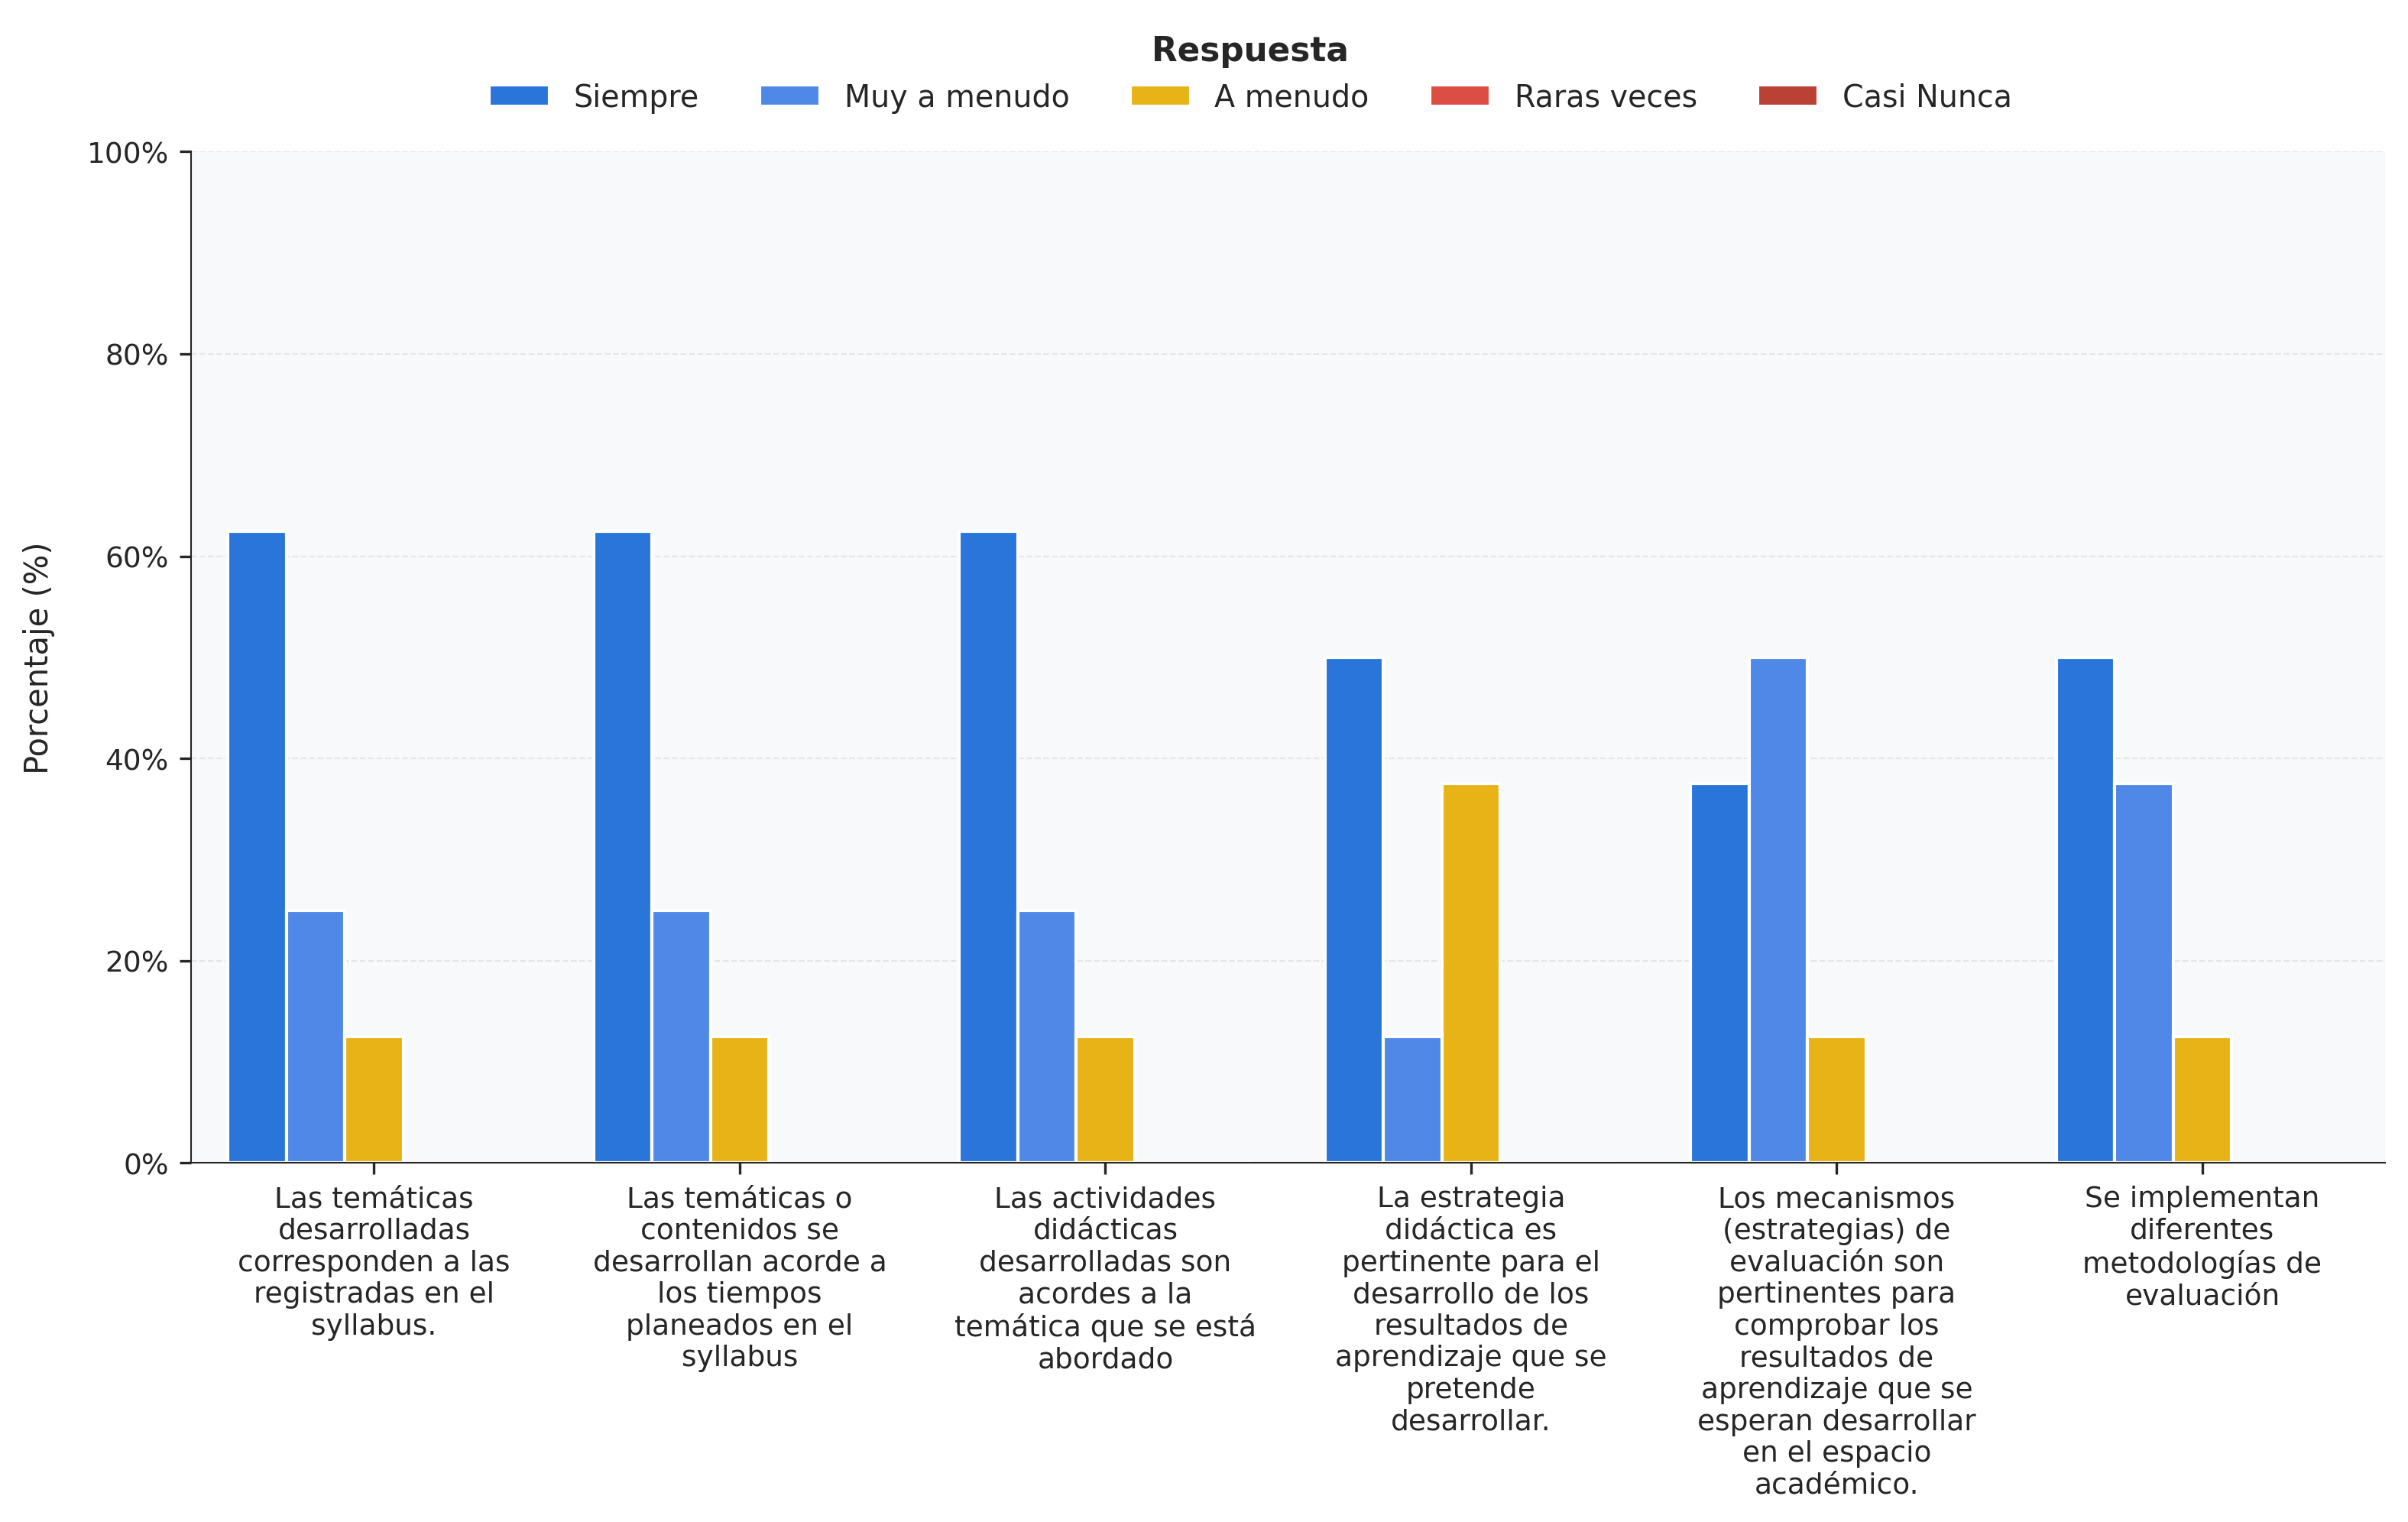 Respuesta
Siempre
Muy a menudo
A menudo
Raras veces
Casi Nunca
Porcentaje (%)
100%
80%
60%
40%
20%
0%
Las temáticas
desarrolladas
corresponden a las
registradas en el
syllabus.
Las temáticas o
contenidos se
desarrollan acorde a
los tiempos
planeados en el
syllabus
Las actividades
didácticas
desarrolladas son
acordes a la
temática que se está
abordado
La estrategia
didáctica es
pertinente para el
desarrollo de los
resultados de
aprendizaje que se
pretende
desarrollar.
Los mecanismos
(estrategias) de
evaluación son
pertinentes para
comprobar los
resultados de
aprendizaje que se
esperan desarrollar
en el espacio
académico.
Se implementan
diferentes
metodologías de
evaluación